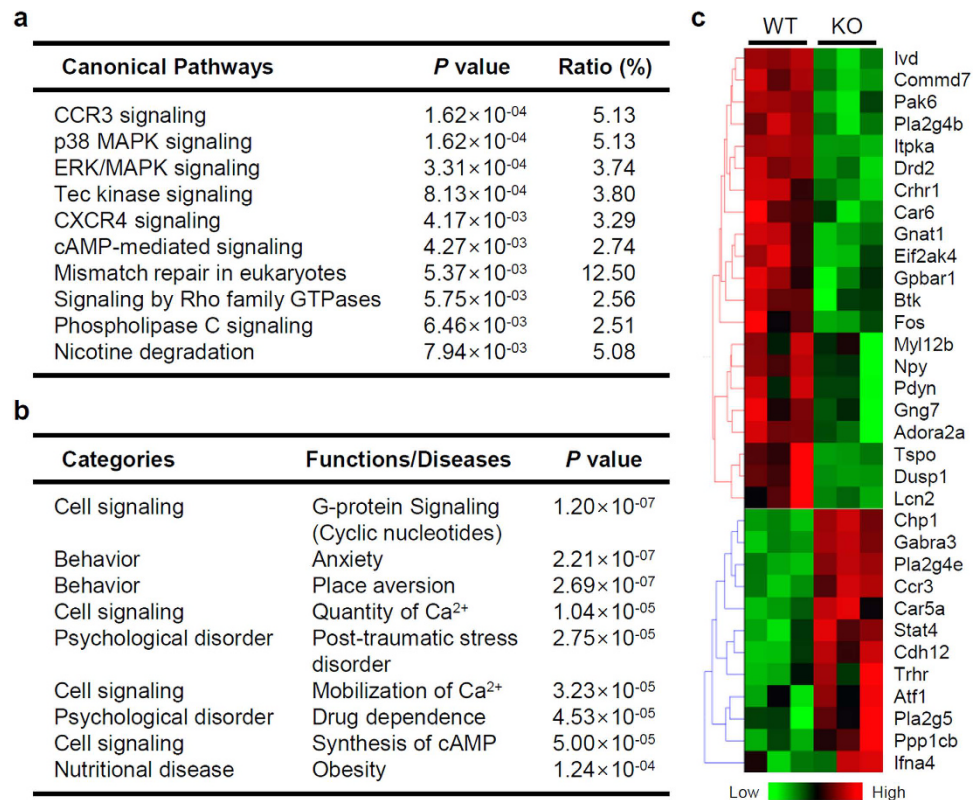 a
Canonical Pathways P value Ratio (%)
CCR3 signaling 1.62×10⁻⁰⁴ 5.13
p38 MAPK signaling 1.62×10⁻⁰⁴ 5.13
ERK/MAPK signaling 3.31×10⁻⁰⁴ 3.74
Tec kinase signaling 8.13×10⁻⁰⁴ 3.80
CXCR4 signaling 4.17×10⁻⁰³ 3.29
cAMP-mediated signaling 4.27×10⁻⁰³ 2.74
Mismatch repair in eukaryotes 5.37×10⁻⁰³ 12.50
Signaling by Rho family GTPases 5.75×10⁻⁰³ 2.56
Phospholipase C signaling 6.46×10⁻⁰³ 2.51
Nicotine degradation 7.94×10⁻⁰³ 5.08
b
Categories Functions/Diseases P value
Cell signaling G-protein Signaling 1.20×10⁻⁰⁷
(Cyclic nucleotides)
Behavior Anxiety 2.21×10⁻⁰⁷
Behavior Place aversion 2.69×10⁻⁰⁷
Cell signaling Quantity of Ca²⁺ 1.04×10⁻⁰⁵
Psychological disorder Post-traumatic stress 2.75×10⁻⁰⁵
disorder
Cell signaling Mobilization of Ca²⁺ 3.23×10⁻⁰⁵
Psychological disorder Drug dependence 4.53×10⁻⁰⁵
Cell signaling Synthesis of cAMP 5.00×10⁻⁰⁵
Nutritional disease Obesity 1.24×10⁻⁰⁴
c
WT KO
Ivd
Commd7
Pak6
Pla2g4b
Itpka
Drd2
Crhr1
Car6
Gnat1
Eif2ak4
Gpbar1
Btk
Fos
Myl12b
Npy
Pdyn
Gng7
Adora2a
Tspo
Dusp1
Lcn2
Chp1
Gabra3
Pla2g4e
Ccr3
Car5a
Stat4
Cdh12
Trhr
Atf1
Pla2g5
Ppp1cb
Ifna4
Low High